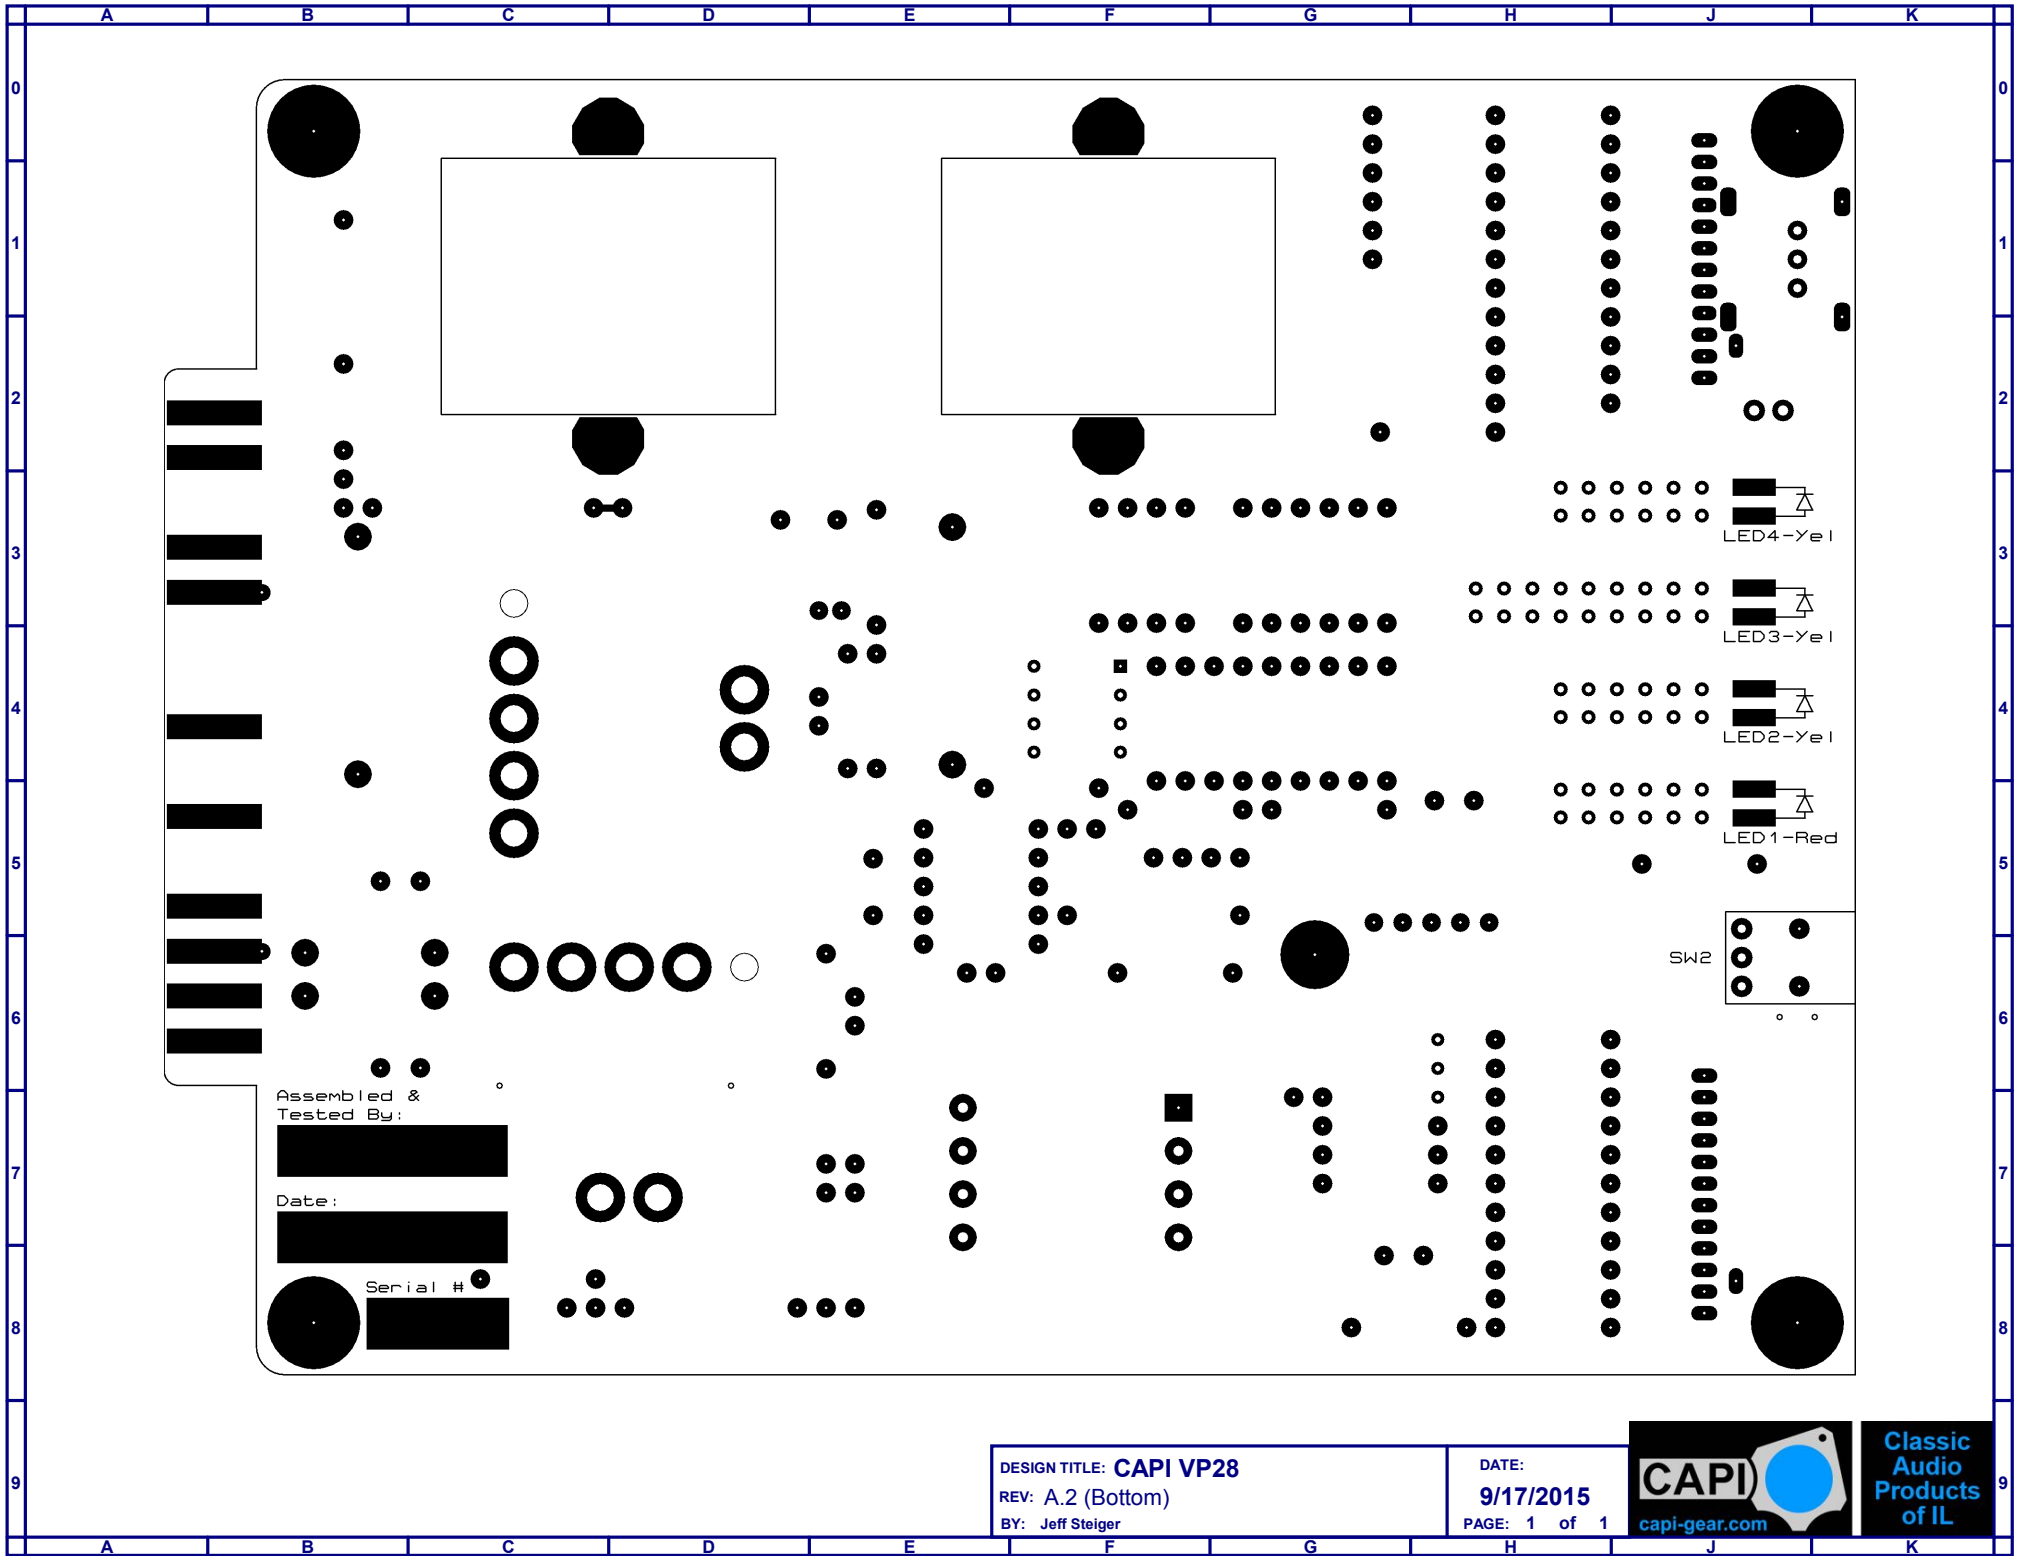 A B C D E F G H J K
0 0
1 1
2 2
LED4-Yel
3 3
LED3-Yel
4 4
LED2-Yel
LED1-Red
5 5
SW2
6 6
Assembled &
Tested By:
7 7
Date:
Serial #
8 8
DESIGN TITLE: CAPI VP28
REV: A.2 (Bottom)
BY: Jeff Steiger
DATE:
9/17/2015
PAGE: 1 of 1
CAPI
capi-gear.com
Classic
Audio
Products
of IL
9 9
A B C D E F G H J K